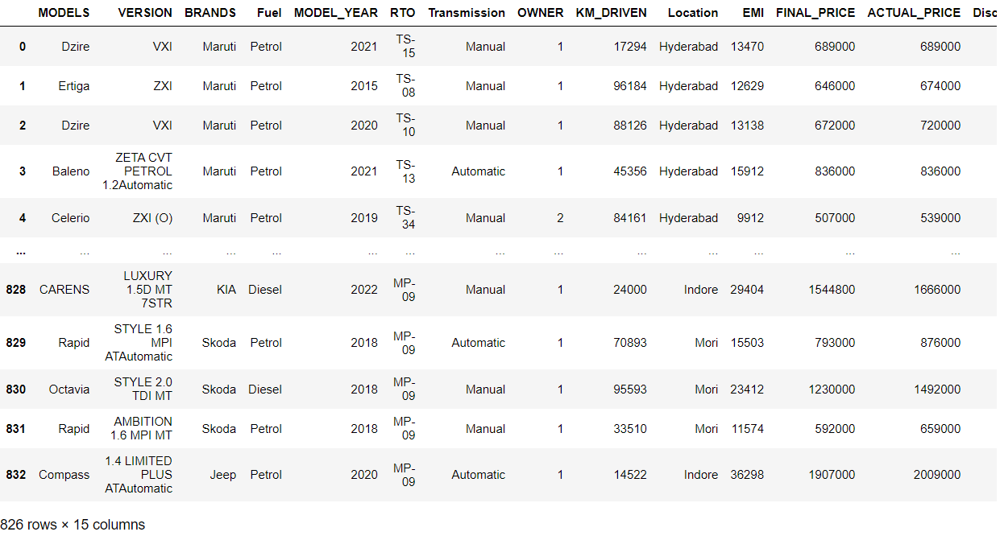 MODELS VERSION BRANDS Fuel MODEL_YEAR RTO Transmission OWNER KM_DRIVEN Location EMI FINAL_PRICE ACTUAL_PRICE Disc
0 Dzire VXI Maruti Petrol 2021 TS-15 Manual 1 17294 Hyderabad 13470 689000 689000
1 Ertiga ZXI Maruti Petrol 2015 TS-08 Manual 1 96184 Hyderabad 12629 646000 674000
2 Dzire VXI Maruti Petrol 2020 TS-10 Manual 1 88126 Hyderabad 13138 672000 720000
3 Baleno ZETA CVT PETROL 1.2Automatic Maruti Petrol 2021 TS-13 Automatic 1 45356 Hyderabad 15912 836000 836000
4 Celerio ZXI (O) Maruti Petrol 2019 TS-34 Manual 2 84161 Hyderabad 9912 507000 539000
... ... ... ... ... ... ... ... ... ... ... ... ... ...
828 CARENS LUXURY 1.5D MT 7STR KIA Diesel 2022 MP-09 Manual 1 24000 Indore 29404 1544800 1666000
829 Rapid STYLE 1.6 MPI ATAutomatic Skoda Petrol 2018 MP-09 Automatic 1 70893 Mori 15503 793000 876000
830 Octavia STYLE 2.0 TDI MT Skoda Diesel 2018 MP-09 Manual 1 95593 Mori 23412 1230000 1492000
831 Rapid AMBITION 1.6 MPI MT Skoda Petrol 2018 MP-09 Manual 1 33510 Mori 11574 592000 659000
832 Compass 1.4 LIMITED PLUS ATAutomatic Jeep Petrol 2020 MP-09 Automatic 1 14522 Indore 36298 1907000 2009000
826 rows × 15 columns